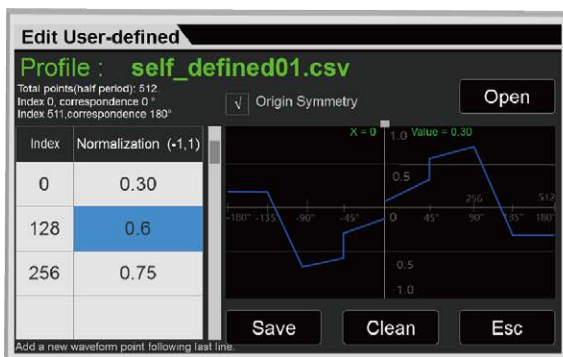 Edit User-defined
Profile : self_defined01.csv
Total points(half period): 512.
Index 0, correspondence 0 °
Index 511,correspondence 180°
√ Origin Symmetry
Open
Index Normalization (-1,1)
0 0.30
128 0.6
256 0.75
X = 0 1.0 Value = 0.30
0.5
256 512
-180° -135° -90° -45° 0 45° 90° 135° 180°
-0.5
-1.0
Save Clean Esc
Add a new waveform point following last line.